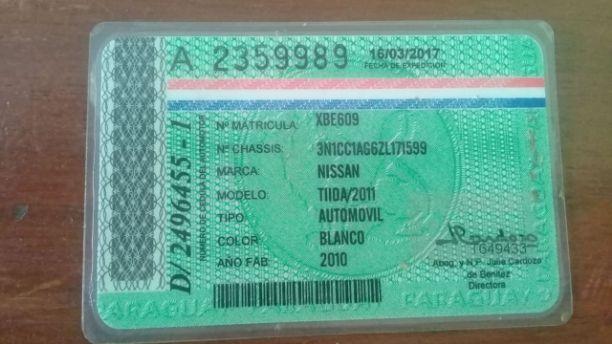 A 2359989
16/03/2017
FECHA DE EXPEDICION
D/2496455 - 1
NUMERO DE CEDULA DEL AUTOMOTOR
Nº MATRICULA: XBE609
Nº CHASSIS: 3N1CC1AG6ZL171599
MARCA: NISSAN
MODELO: TIIDA/2011
TIPO AUTOMOVIL
COLOR BLANCO
AÑO FAB 2010
1649433
Abog. y N.P. Julie Cardozo
de Benitez
Directora
PARAGUAY